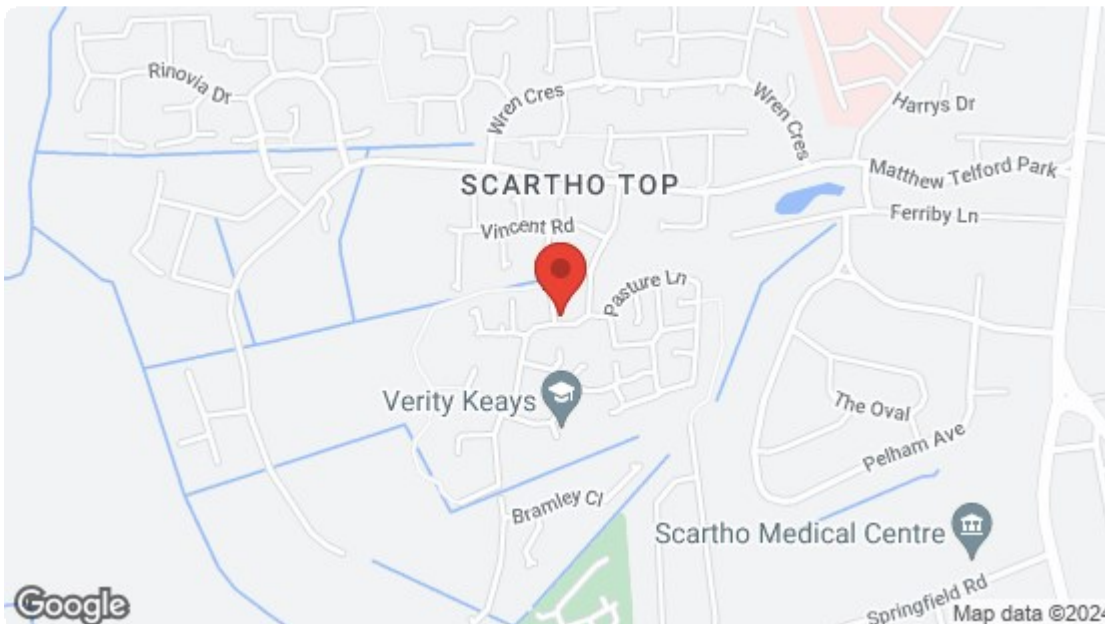 Rinovia Dr
Wren Cres
Wren Cres
Harrys Dr
Matthew Telford Park
SCARTHO TOP
Ferriby Ln
Vincent Rd
Pasture Ln
Verity Keays
The Oval
Pelham Ave
Bramley Cl
Scartho Medical Centre
Springfield Rd
Google
Map data ©2024